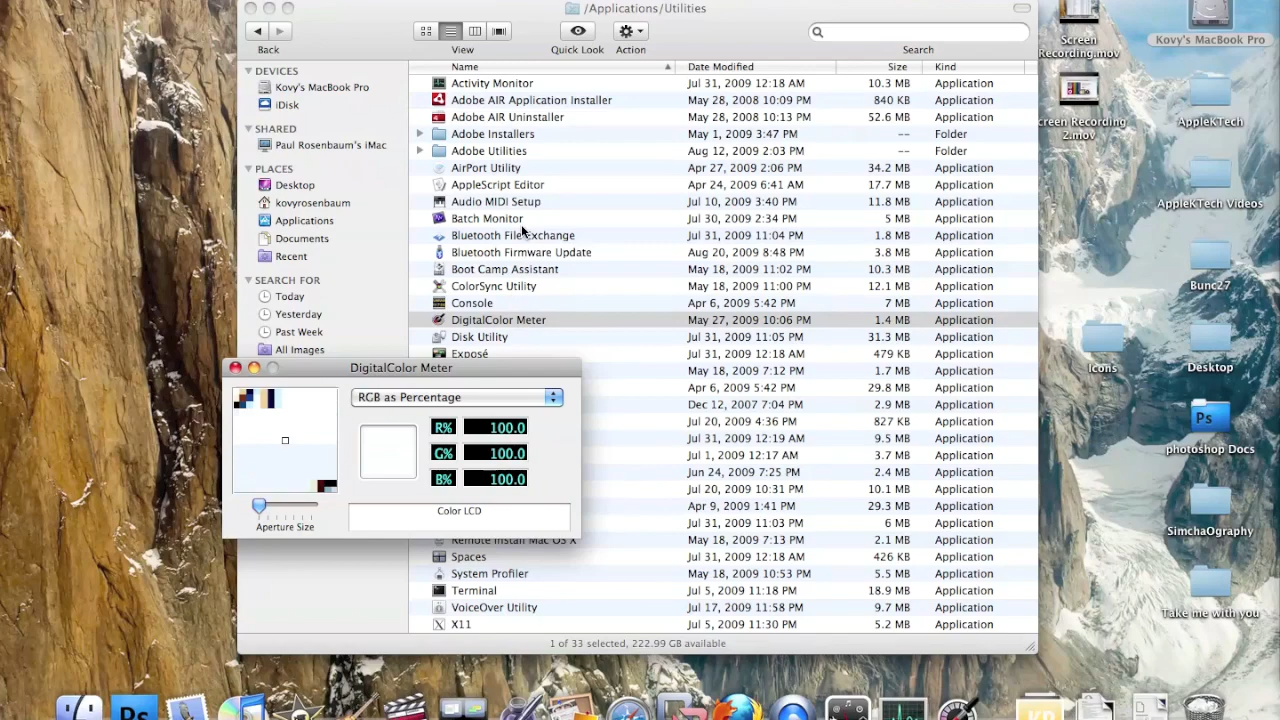 /Applications/Utilities
Back
View
Quick Look
Action
Search
Name Date Modified Size Kind
DEVICES
Kovy's MacBook Pro
iDisk
SHARED
Paul Rosenbaum's iMac
PLACES
Desktop
kovyrosenbaum
Applications
Documents
Recent
SEARCH FOR
Today
Yesterday
Past Week
All Images
Activity Monitor Jul 31, 2009 12:18 AM 10.3 MB Application
Adobe AIR Application Installer May 28, 2008 10:09 PM 840 KB Application
Adobe AIR Uninstaller May 28, 2008 10:13 PM 52.6 MB Application
Adobe Installers May 1, 2009 3:47 PM -- Folder
Adobe Utilities Aug 12, 2009 2:03 PM -- Folder
AirPort Utility Apr 27, 2009 2:06 PM 34.2 MB Application
AppleScript Editor Apr 24, 2009 6:41 AM 17.7 MB Application
Audio MIDI Setup Jul 10, 2009 3:40 PM 11.8 MB Application
Batch Monitor Jul 30, 2009 2:34 PM 5 MB Application
Bluetooth File Exchange Jul 31, 2009 11:04 PM 1.8 MB Application
Bluetooth Firmware Update Aug 20, 2009 8:48 PM 3.8 MB Application
Boot Camp Assistant May 18, 2009 11:02 PM 10.3 MB Application
ColorSync Utility May 18, 2009 11:00 PM 12.1 MB Application
Console Apr 6, 2009 5:42 PM 7 MB Application
DigitalColor Meter May 27, 2009 10:06 PM 1.4 MB Application
Disk Utility Jul 31, 2009 11:05 PM 31.3 MB Application
Exposé Jul 31, 2009 12:18 AM 479 KB Application
May 18, 2009 7:12 PM 1.7 MB Application
Apr 6, 2009 5:42 PM 29.8 MB Application
Dec 12, 2007 7:04 PM 2.9 MB Application
Jul 20, 2009 4:36 PM 827 KB Application
Jul 31, 2009 12:19 AM 9.5 MB Application
Jul 1, 2009 12:17 AM 3.7 MB Application
Jun 24, 2009 7:25 PM 2.4 MB Application
Jul 20, 2009 10:31 PM 10.1 MB Application
Apr 9, 2009 1:41 PM 29.3 MB Application
Jul 31, 2009 11:03 PM 6 MB Application
Remote Install Mac OS X May 18, 2009 7:13 PM 2.1 MB Application
Spaces Jul 31, 2009 12:18 AM 426 KB Application
System Profiler May 18, 2009 10:53 PM 5.5 MB Application
Terminal Jul 5, 2009 11:18 PM 18.9 MB Application
VoiceOver Utility Jul 17, 2009 11:58 PM 9.7 MB Application
X11 Jul 5, 2009 11:30 PM 5.4 MB Application
1 of 33 selected, 222.99 GB available
DigitalColor Meter
RGB as Percentage
R% 100.0
G% 100.0
B% 100.0
Aperture Size
Color LCD
Screen
Recording.mov
Kovy's MacBook Pro
creen Recording
2.mov
AppleKTech
AppleKTech Videos
Bunc27
Icons
Desktop
Ps
photoshop Docs
SimchaOgraphy
Take me with you
Ps